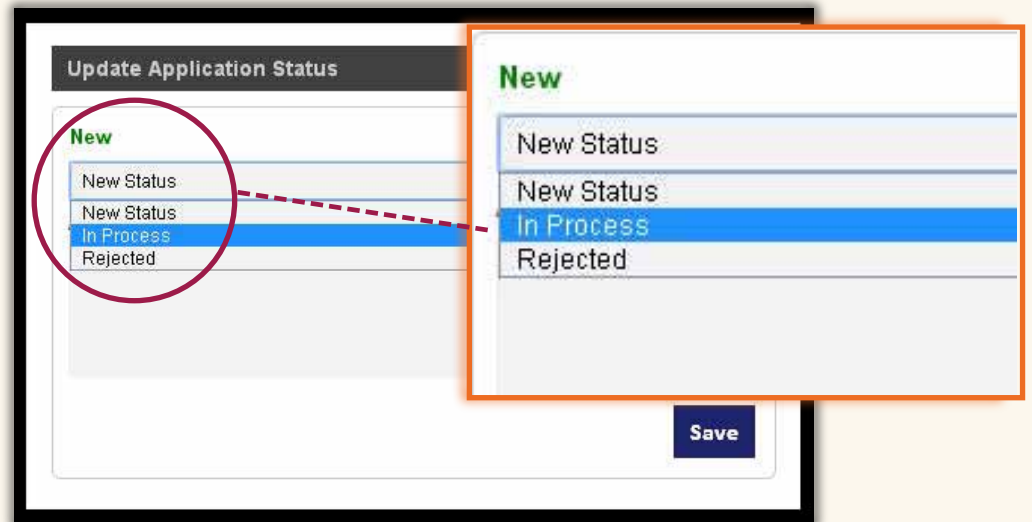 Update Application Status
New
New Status
New Status
In Process
Rejected
Save
New
New Status
New Status
In Process
Rejected